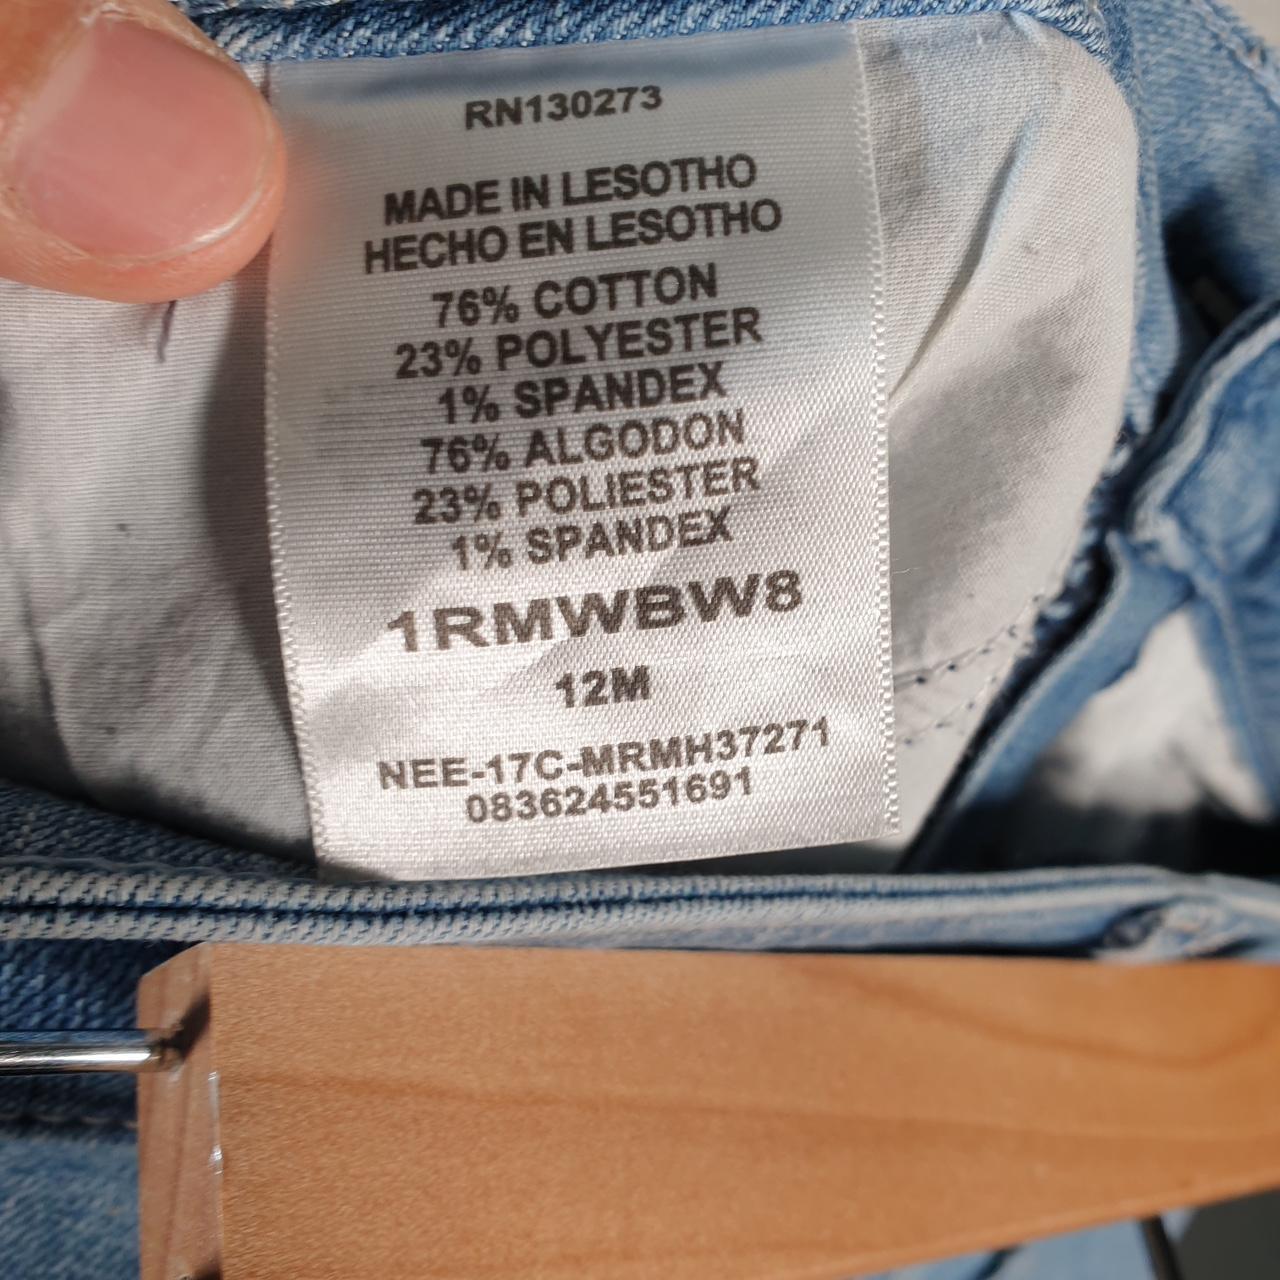 RN130273
MADE IN LESOTHO
HECHO EN LESOTHO
76% COTTON
23% POLYESTER
1% SPANDEX
76% ALGODON
23% POLIESTER
1% SPANDEX
1RMWBW8
12M
NEE-17C-MRMH37271
083624551691